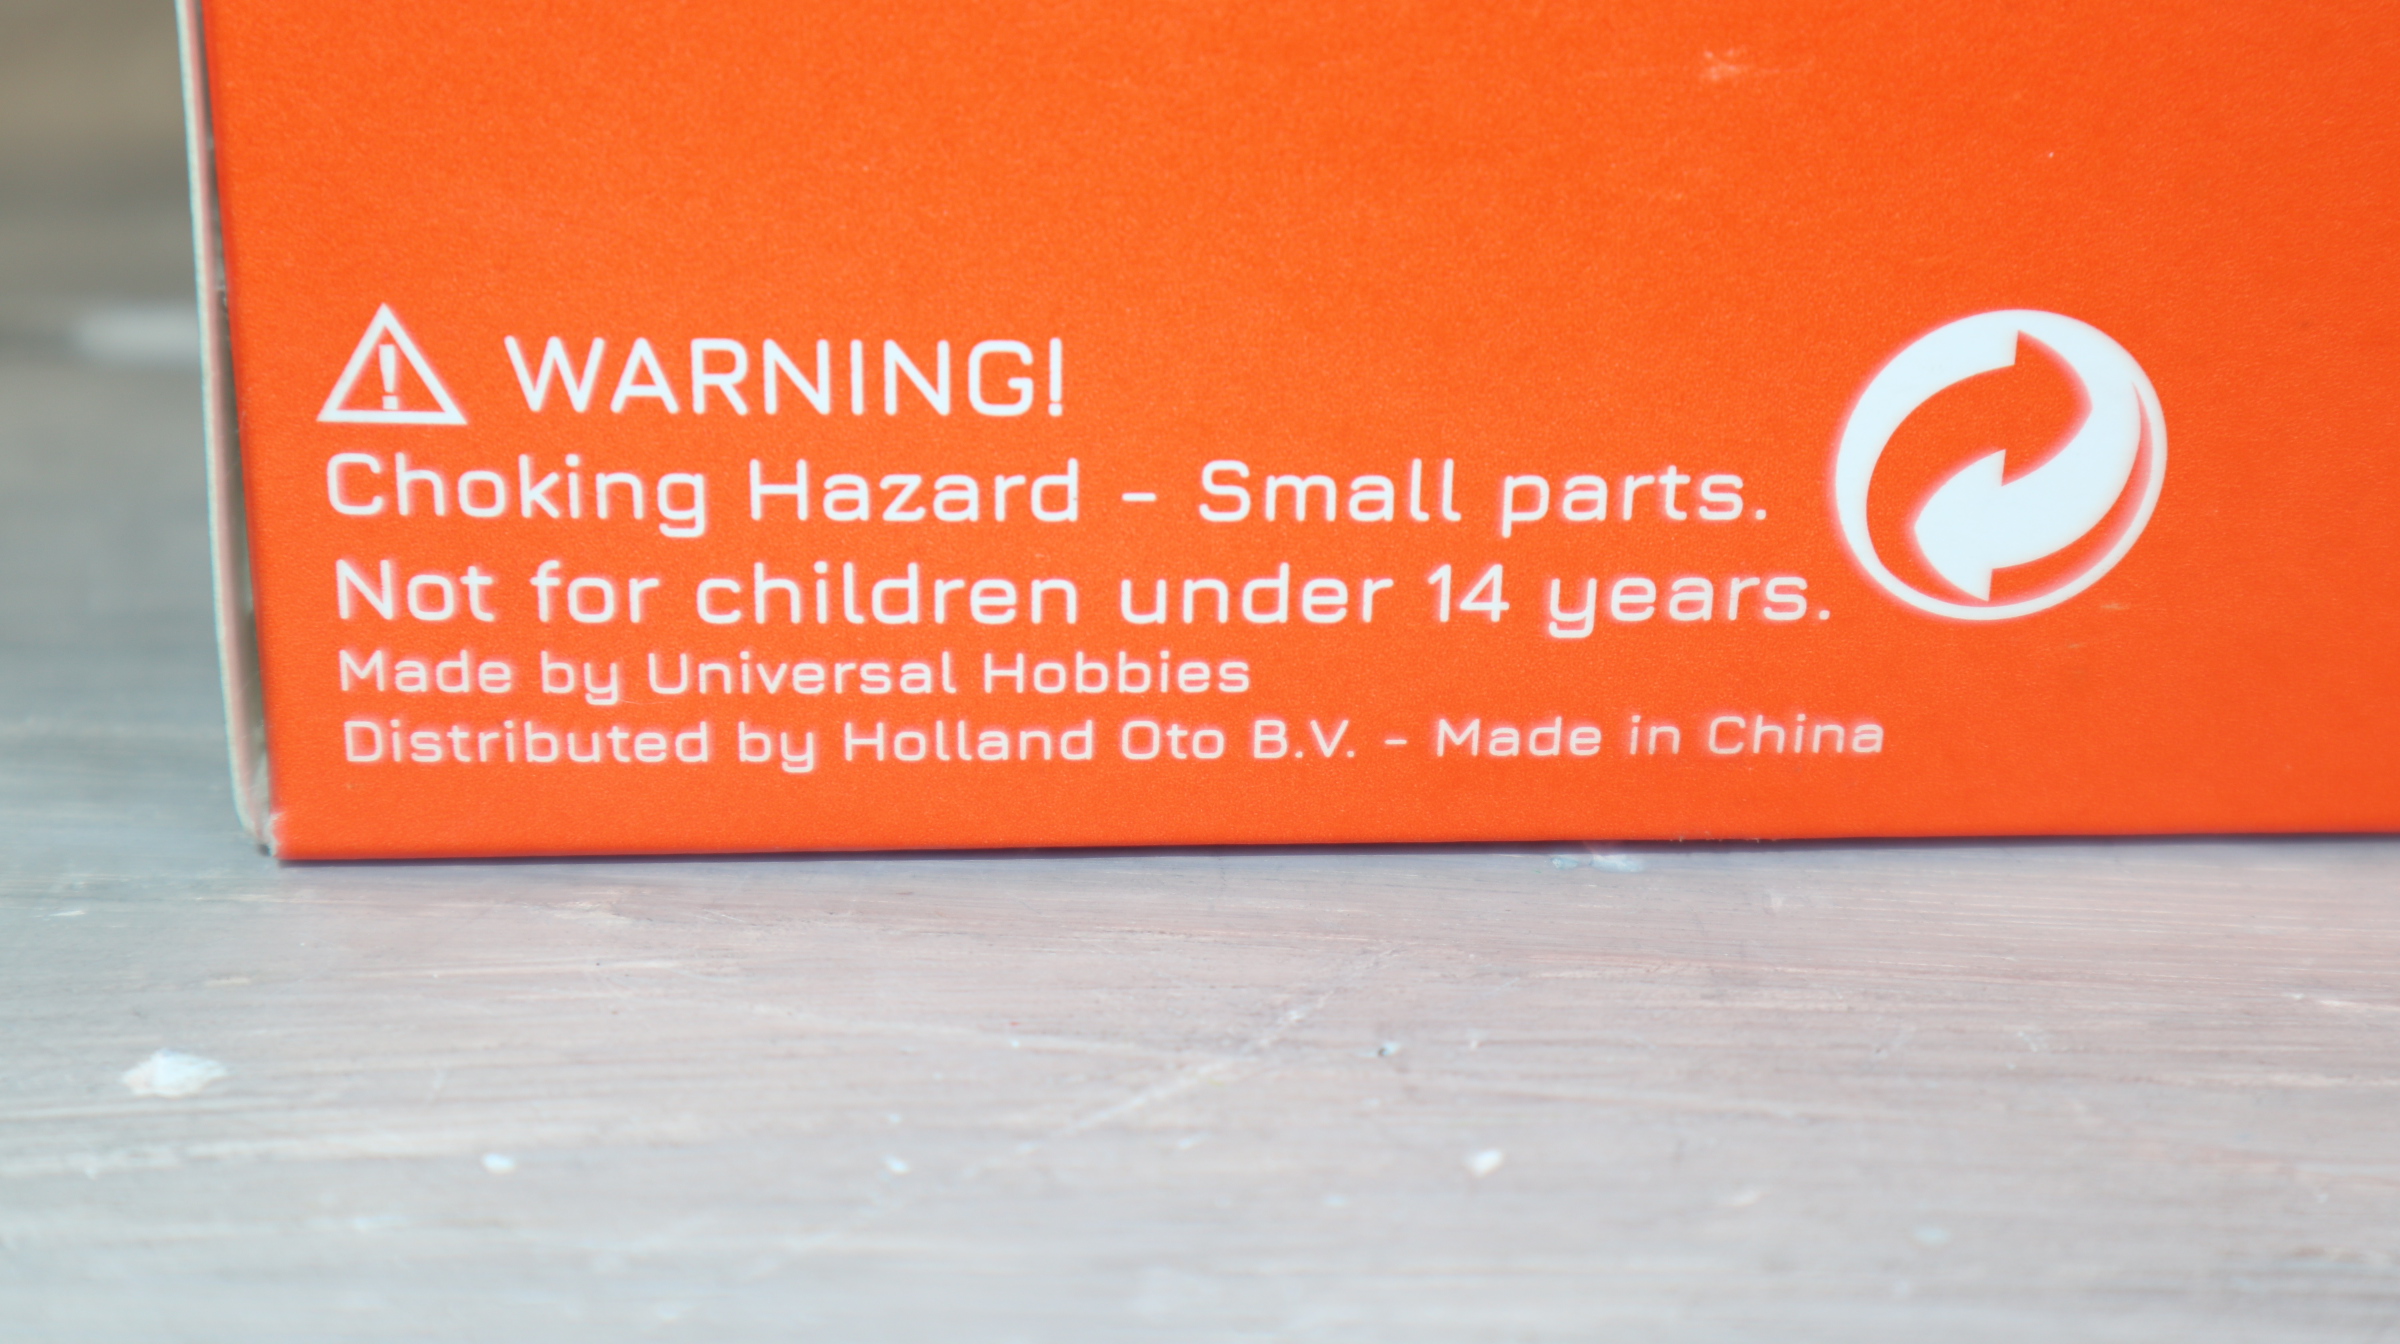 WARNING!
Choking Hazard - Small parts.
Not for children under 14 years.
Made by Universal Hobbies
Distributed by Holland Oto B.V. - Made in China